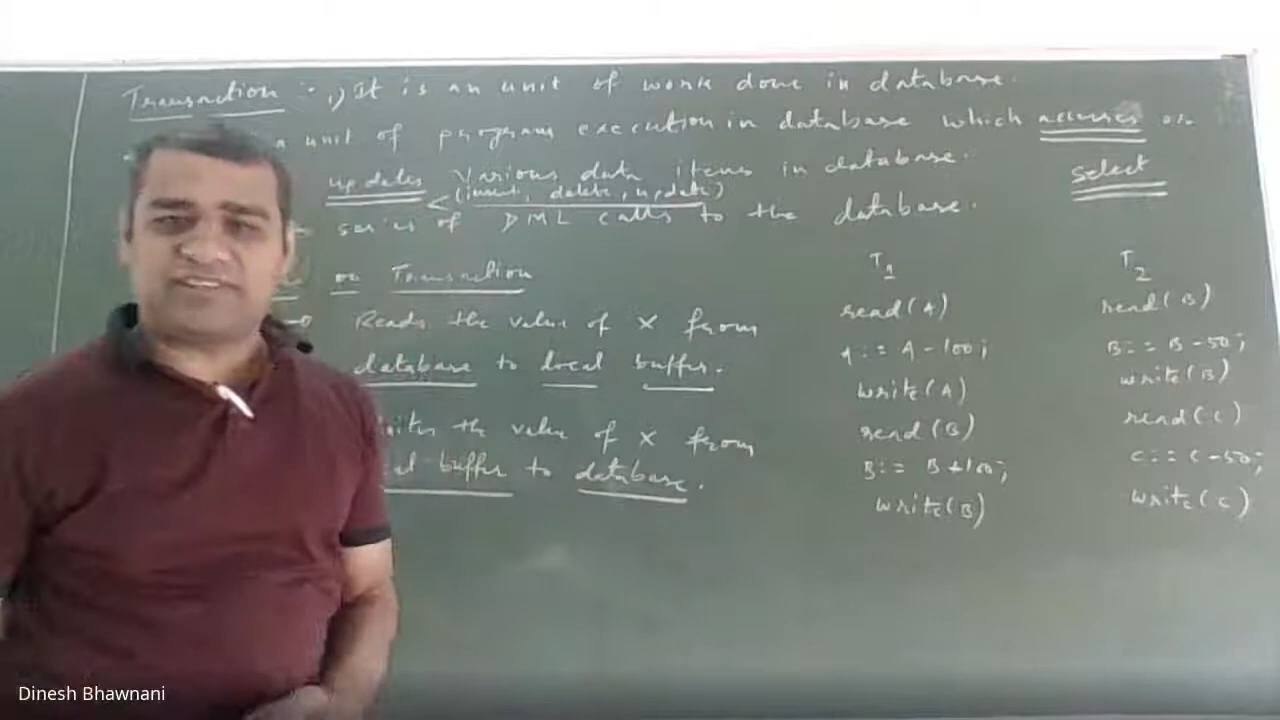 Transaction :- 1) It is an unit of work done in database.
a unit of program execution in database which accesses or
updates various data items in database.
select
(insert, delete, update)
series of DML calls to the database.
on Transaction
Reads the value of X from
database to local buffer.
the value of X from
buffer to database.
T1
read(A)
A := A - 100;
write(A)
read(B)
B := B + 100;
write(B)
T2
read(B)
B := B - 50;
write(B)
read(C)
C := C - 50;
write(C)
Dinesh Bhawnani